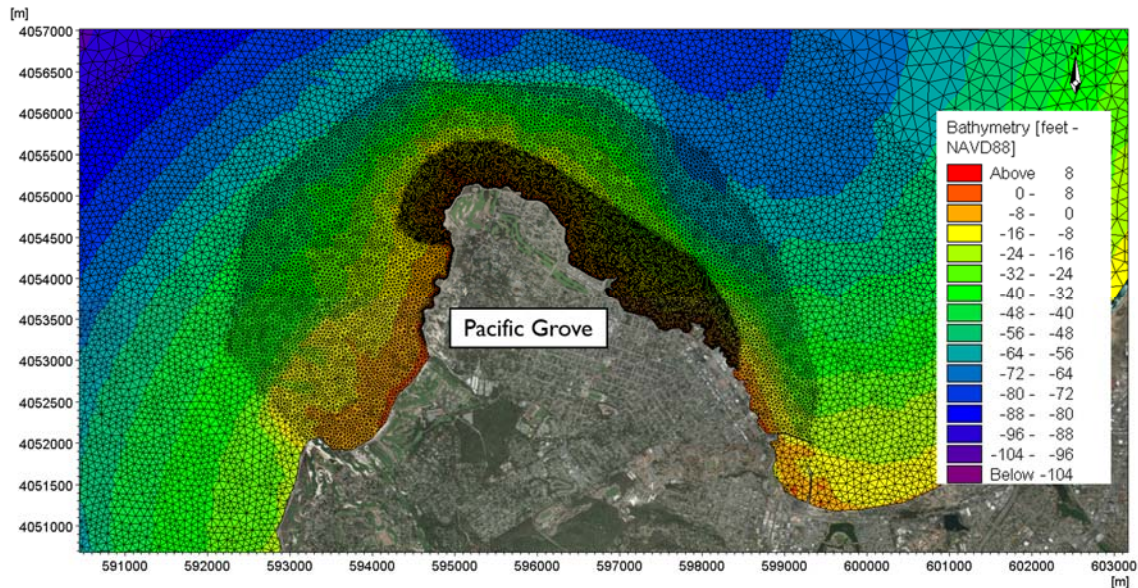 [m]
4057000
4056500
4056000
4055500
4055000
4054500
4054000
4053500
4053000
4052500
4052000
4051500
4051000
N
Pacific Grove
Bathymetry [feet -
NAVD88]
Above 8
0 - 8
-8 - 0
-16 - -8
-24 - -16
-32 - -24
-40 - -32
-48 - -40
-56 - -48
-64 - -56
-72 - -64
-80 - -72
-88 - -80
-96 - -88
-104 - -96
Below -104
591000 592000 593000 594000 595000 596000 597000 598000 599000 600000 601000 602000 603000
[m]